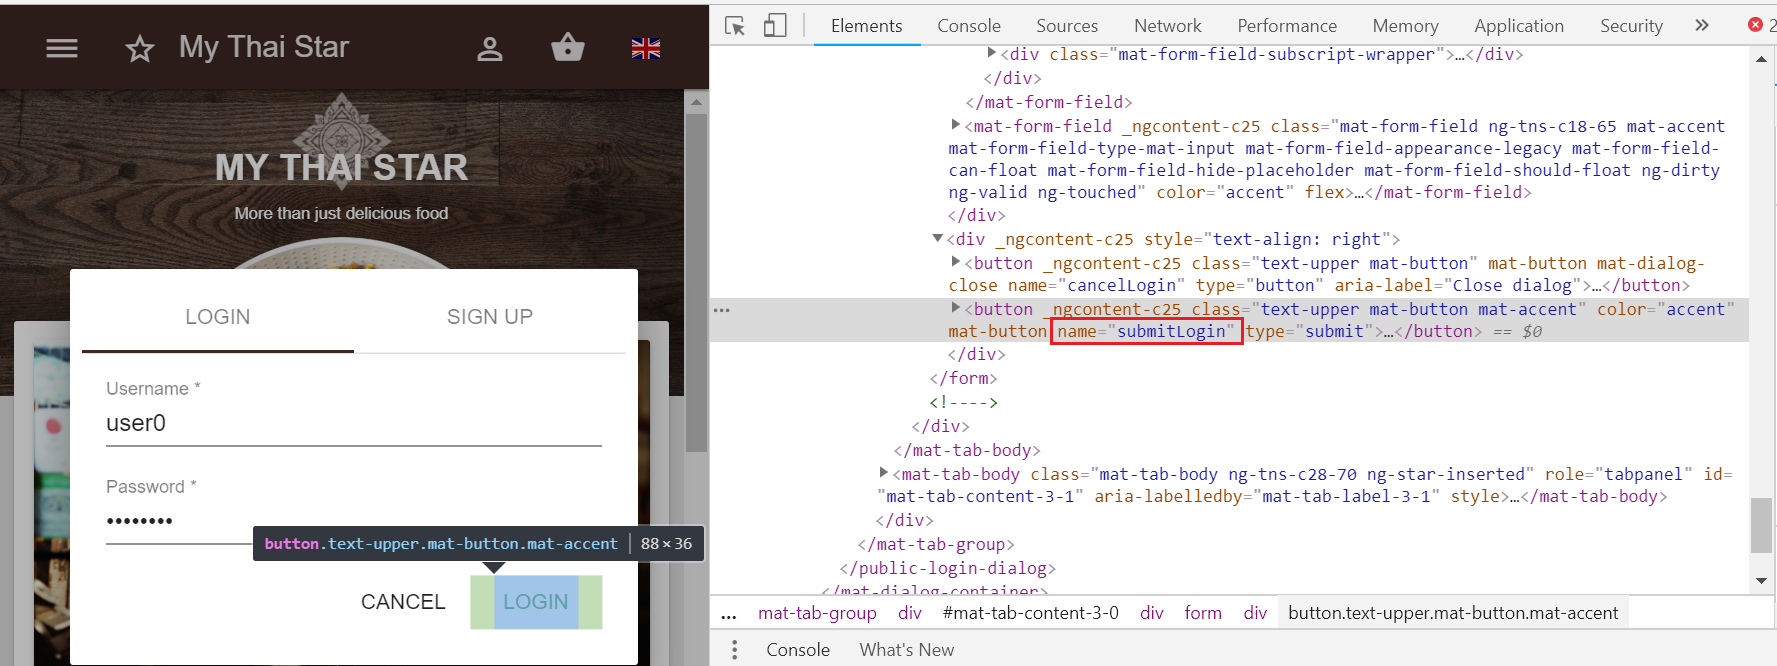 My Thai Star
MY THAI STAR
More than just delicious food
LOGIN
SIGN UP
Username *
user0
Password *
••••••••
button.text-upper.mat-button.mat-accent | 88 × 36
CANCEL
LOGIN
Elements Console Sources Network Performance Memory Application Security » 2
▶<div class="mat-form-field-subscript-wrapper">…</div>
</div>
</mat-form-field>
▶<mat-form-field _ngcontent-c25 class="mat-form-field ng-tns-c18-65 mat-accent
mat-form-field-type-mat-input mat-form-field-appearance-legacy mat-form-field-
can-float mat-form-field-hide-placeholder mat-form-field-should-float ng-dirty
ng-valid ng-touched" color="accent" flex>…</mat-form-field>
</div>
▼<div _ngcontent-c25 style="text-align: right">
▶<button _ngcontent-c25 class="text-upper mat-button" mat-button mat-dialog-
close name="cancelLogin" type="button" aria-label="Close dialog">…</button>
… ▶<button _ngcontent-c25 class="text-upper mat-button mat-accent" color="accent"
mat-button name="submitLogin" type="submit">…</button> == $0
</div>
</form>
<!---->
</div>
</mat-tab-body>
▶<mat-tab-body class="mat-tab-body ng-tns-c28-70 ng-star-inserted" role="tabpanel" id=
"mat-tab-content-3-1" aria-labelledby="mat-tab-label-3-1" style>…</mat-tab-body>
</div>
</mat-tab-group>
</public-login-dialog>
</mat-dialog-container>
… mat-tab-group div #mat-tab-content-3-0 div form div button.text-upper.mat-button.mat-accent
Console What's New